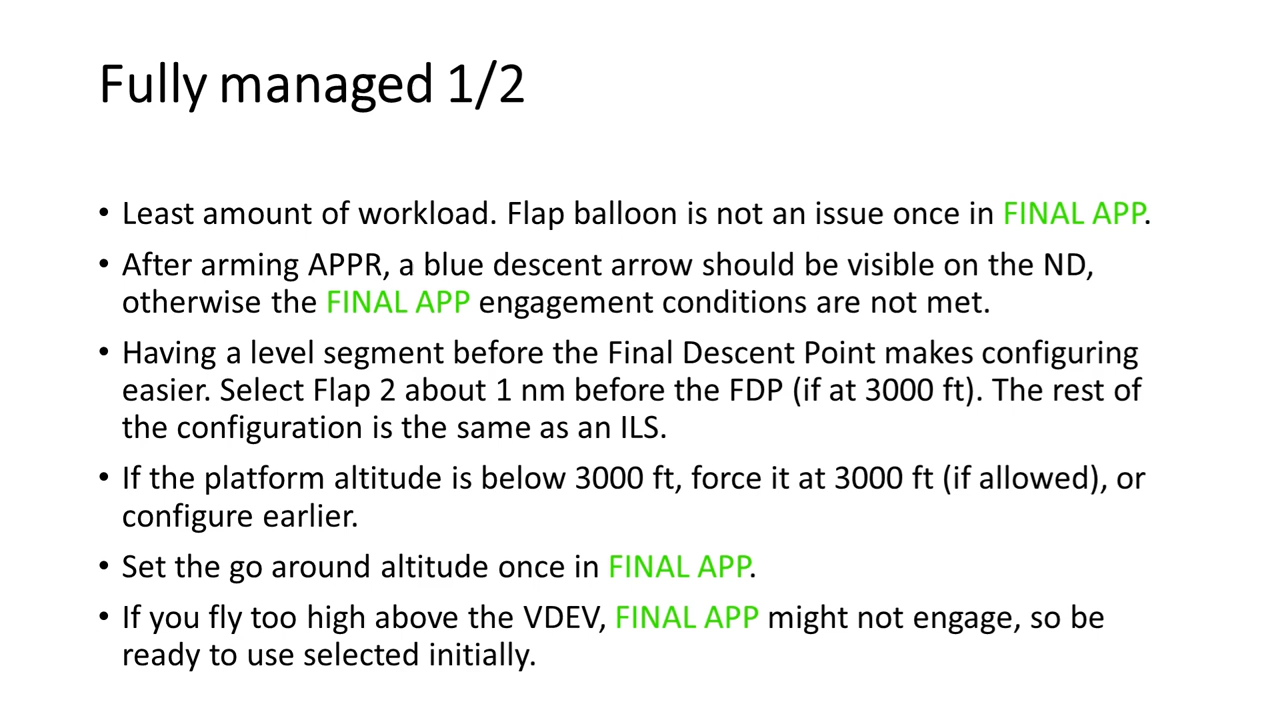 Fully managed 1/2
• Least amount of workload. Flap balloon is not an issue once in FINAL APP.
• After arming APPR, a blue descent arrow should be visible on the ND,
otherwise the FINAL APP engagement conditions are not met.
• Having a level segment before the Final Descent Point makes configuring
easier. Select Flap 2 about 1 nm before the FDP (if at 3000 ft). The rest of
the configuration is the same as an ILS.
• If the platform altitude is below 3000 ft, force it at 3000 ft (if allowed), or
configure earlier.
• Set the go around altitude once in FINAL APP.
• If you fly too high above the VDEV, FINAL APP might not engage, so be
ready to use selected initially.